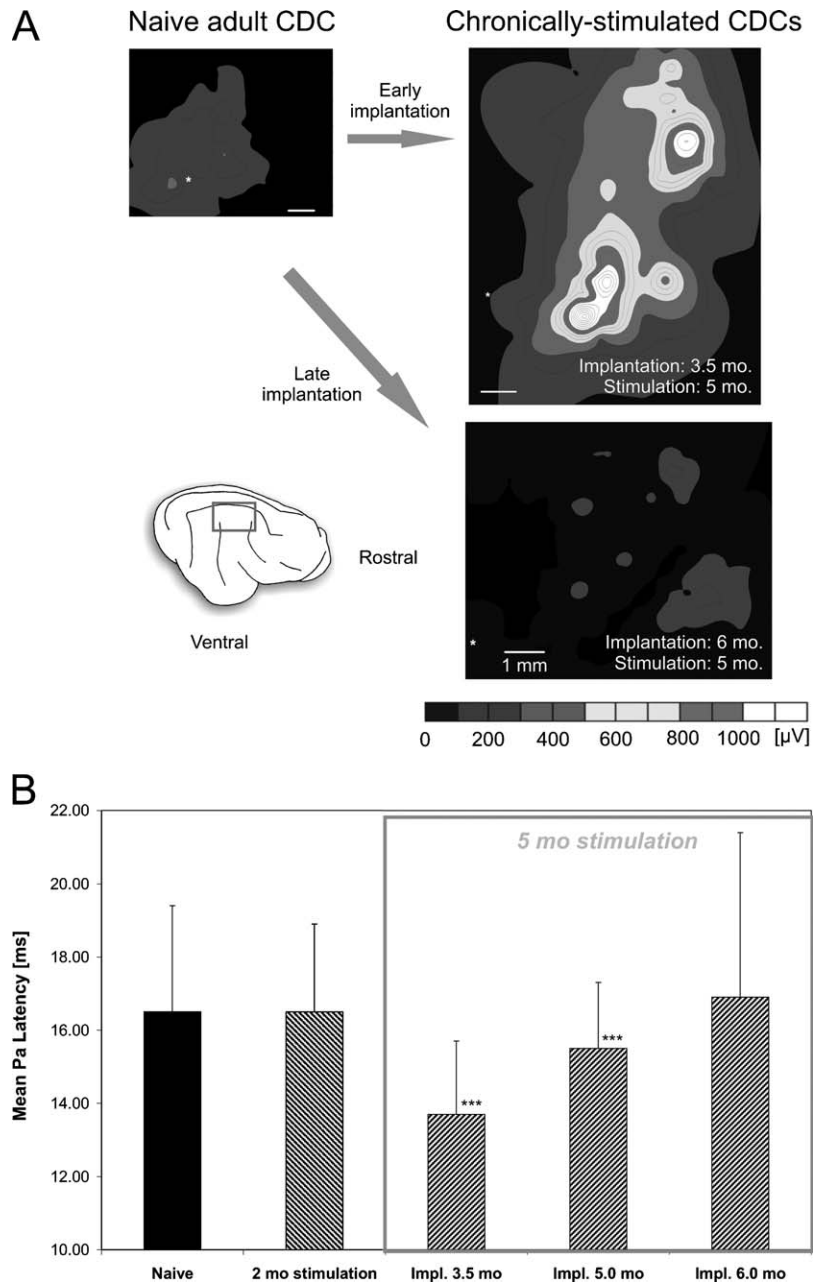 A
Naive adult CDC
Chronically-stimulated CDCs
Early
implantation
*
*
Implantation: 3.5 mo.
Stimulation: 5 mo.
Late
implantation
Rostral
Ventral
*
1 mm
Implantation: 6 mo.
Stimulation: 5 mo.
0 200 400 600 800 1000 [µV]
B
5 mo stimulation
Mean Pa Latency [ms]
22.00
20.00
18.00
16.00
14.00
12.00
10.00
***
***
Naive
2 mo stimulation
Impl. 3.5 mo
Impl. 5.0 mo
Impl. 6.0 mo